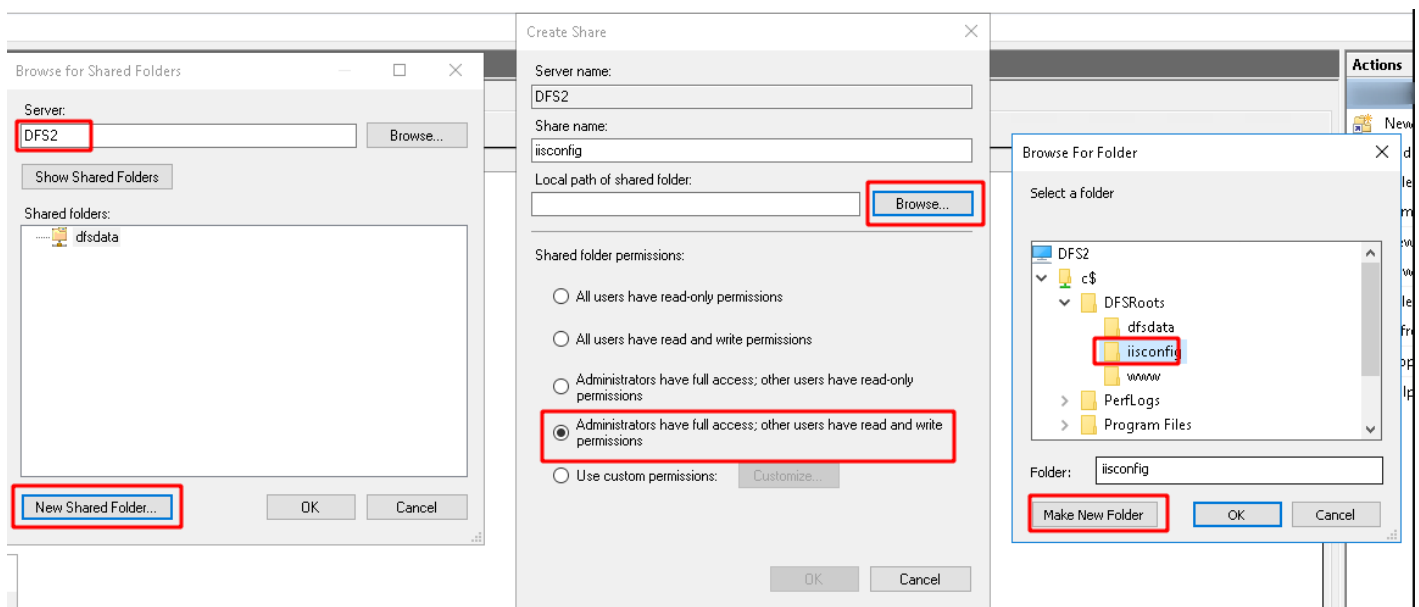 Browse for Shared Folders
Server:
DFS2
Browse...
Show Shared Folders
Shared folders:
dfsdata
New Shared Folder...
OK
Cancel
Create Share
Server name:
DFS2
Share name:
iisconfig
Local path of shared folder:
Browse...
Shared folder permissions:
All users have read-only permissions
All users have read and write permissions
Administrators have full access; other users have read-only
permissions
Administrators have full access; other users have read and write
permissions
Use custom permissions:
Customize...
OK
Cancel
Actions
New
Browse For Folder
Select a folder
DFS2
c$
DFSRoots
dfsdata
iisconfig
www
PerfLogs
Program Files
Folder:
iisconfig
Make New Folder
OK
Cancel